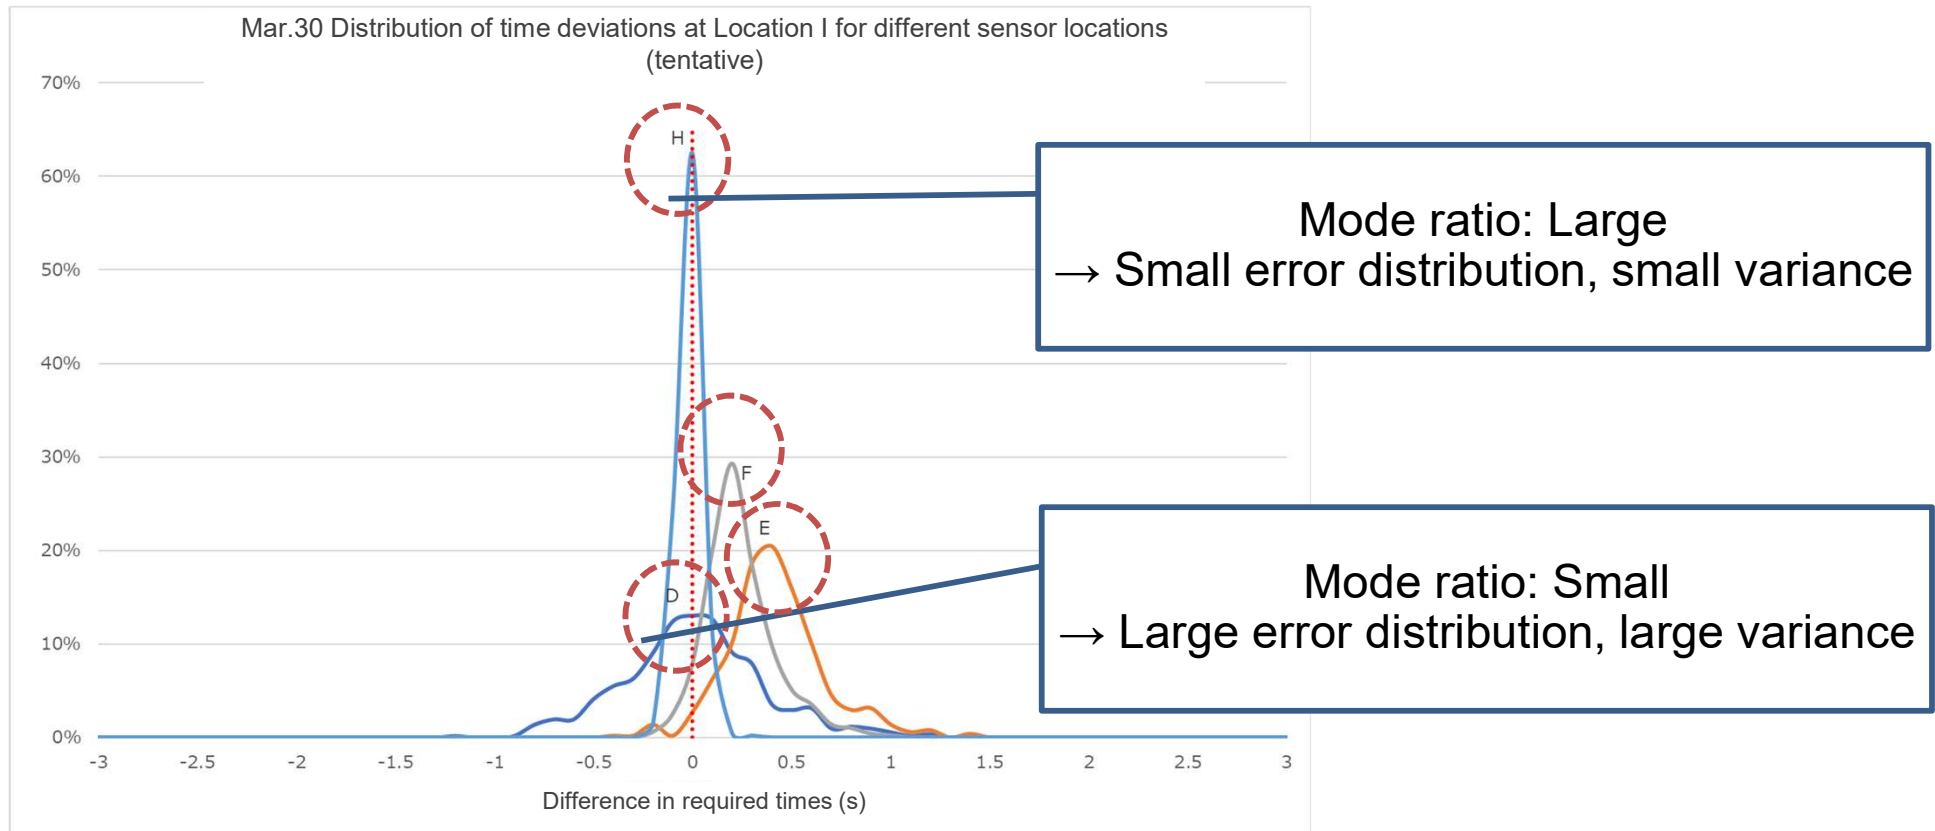 Mar.30 Distribution of time deviations at Location I for different sensor locations
(tentative)
70%
60%
50%
40%
30%
20%
10%
0%
H
F
E
D
Mode ratio: Large
→ Small error distribution, small variance
Mode ratio: Small
→ Large error distribution, large variance
-3 -2.5 -2 -1.5 -1 -0.5 0 0.5 1 1.5 2 2.5 3
Difference in required times (s)